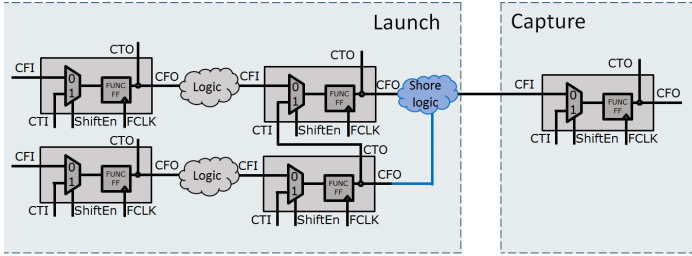 Launch
Capture
CTO
CFI
0
1
FUNC
FF
CFO
CTI
ShiftEn
FCLK
Logic
CTO
CFI
0
1
FUNC
FF
CFO
CTI
ShiftEn
FCLK
Shore
logic
CTO
CFI
0
1
FUNC
FF
CFO
CTI
ShiftEn
FCLK
CTO
CFI
0
1
FUNC
FF
CFO
CTI
ShiftEn
FCLK
Logic
CTO
CFI
0
1
FUNC
FF
CFO
CTI
ShiftEn
FCLK